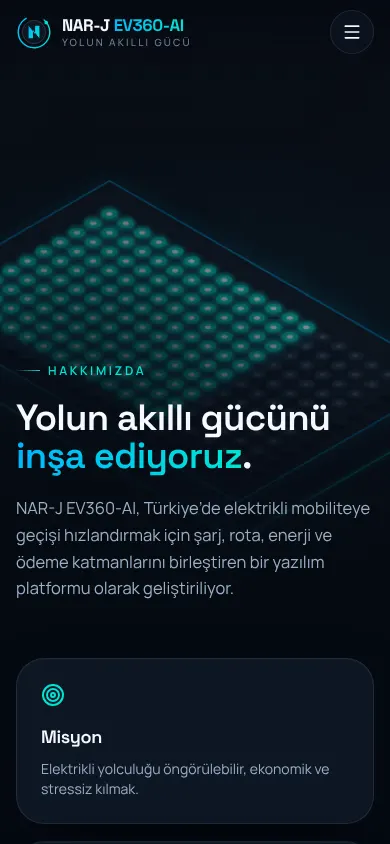 NAR-J EV360-AI
YOLUN AKILLI GÜCÜ
HAKKIMIZDA
Yolun akıllı gücünü
inşa ediyoruz.
NAR-J EV360-AI, Türkiye'de elektrikli mobiliteye
geçişi hızlandırmak için şarj, rota, enerji ve
ödeme katmanlarını birleştiren bir yazılım
platformu olarak geliştiriliyor.
Misyon
Elektrikli yolculuğu öngörülebilir, ekonomik ve
stressiz kılmak.